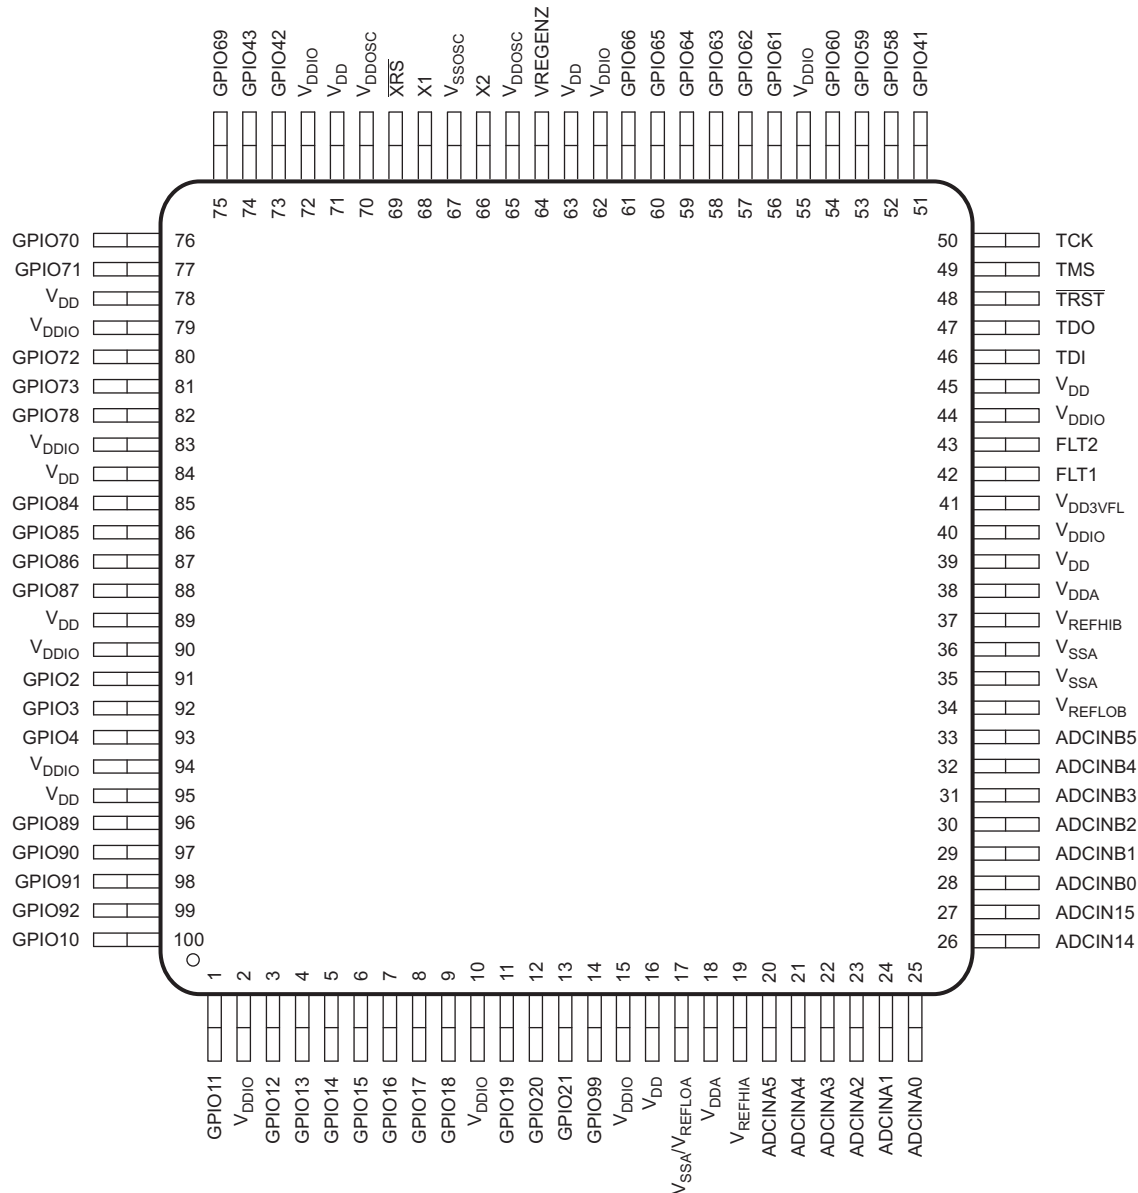 GPIO69
GPIO43
GPIO42
VDDIO
VDD
VDDOSC
XRS
X1
VSSOSC
X2
VDDOSC
VREGENZ
VDD
VDDIO
GPIO66
GPIO65
GPIO64
GPIO63
GPIO62
GPIO61
VDDIO
GPIO60
GPIO59
GPIO58
GPIO41
75 74 73 72 71 70 69 68 67 66 65 64 63 62 61 60 59 58 57 56 55 54 53 52 51
GPIO70 76
GPIO71 77
VDD 78
VDDIO 79
GPIO72 80
GPIO73 81
GPIO78 82
VDDIO 83
VDD 84
GPIO84 85
GPIO85 86
GPIO86 87
GPIO87 88
VDD 89
VDDIO 90
GPIO2 91
GPIO3 92
GPIO4 93
VDDIO 94
VDD 95
GPIO89 96
GPIO90 97
GPIO91 98
GPIO92 99
GPIO10 100
50 TCK
49 TMS
48 TRST
47 TDO
46 TDI
45 VDD
44 VDDIO
43 FLT2
42 FLT1
41 VDD3VFL
40 VDDIO
39 VDD
38 VDDA
37 VREFHIB
36 VSSA
35 VSSA
34 VREFLOB
33 ADCINB5
32 ADCINB4
31 ADCINB3
30 ADCINB2
29 ADCINB1
28 ADCINB0
27 ADCIN15
26 ADCIN14
1 2 3 4 5 6 7 8 9 10 11 12 13 14 15 16 17 18 19 20 21 22 23 24 25
GPIO11
VDDIO
GPIO12
GPIO13
GPIO14
GPIO15
GPIO16
GPIO17
GPIO18
VDDIO
GPIO19
GPIO20
GPIO21
GPIO99
VDDIO
VDD
VSSA/VREFLOA
VDDA
VREFHIA
ADCINA5
ADCINA4
ADCINA3
ADCINA2
ADCINA1
ADCINA0